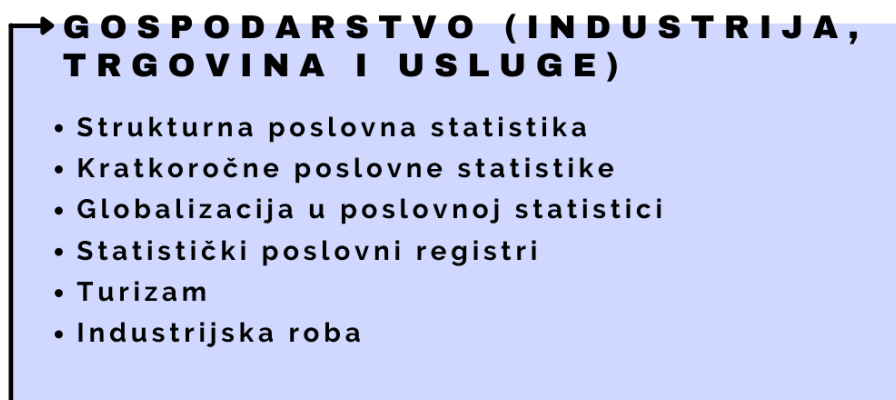 GOSPODARSTVO (INDUSTRIJA,
TRGOVINA I USLUGE)
• Strukturna poslovna statistika
• Kratkoročne poslovne statistike
• Globalizacija u poslovnoj statistici
• Statistički poslovni registri
• Turizam
• Industrijska roba